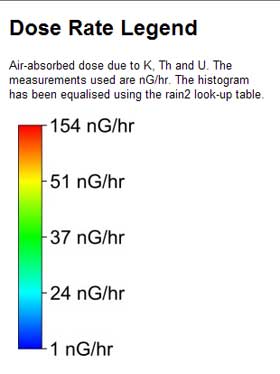 Dose Rate Legend
Air-absorbed dose due to K, Th and U. The
measurements used are nG/hr. The histogram
has been equalised using the rain2 look-up table.
154 nG/hr
51 nG/hr
37 nG/hr
24 nG/hr
1 nG/hr